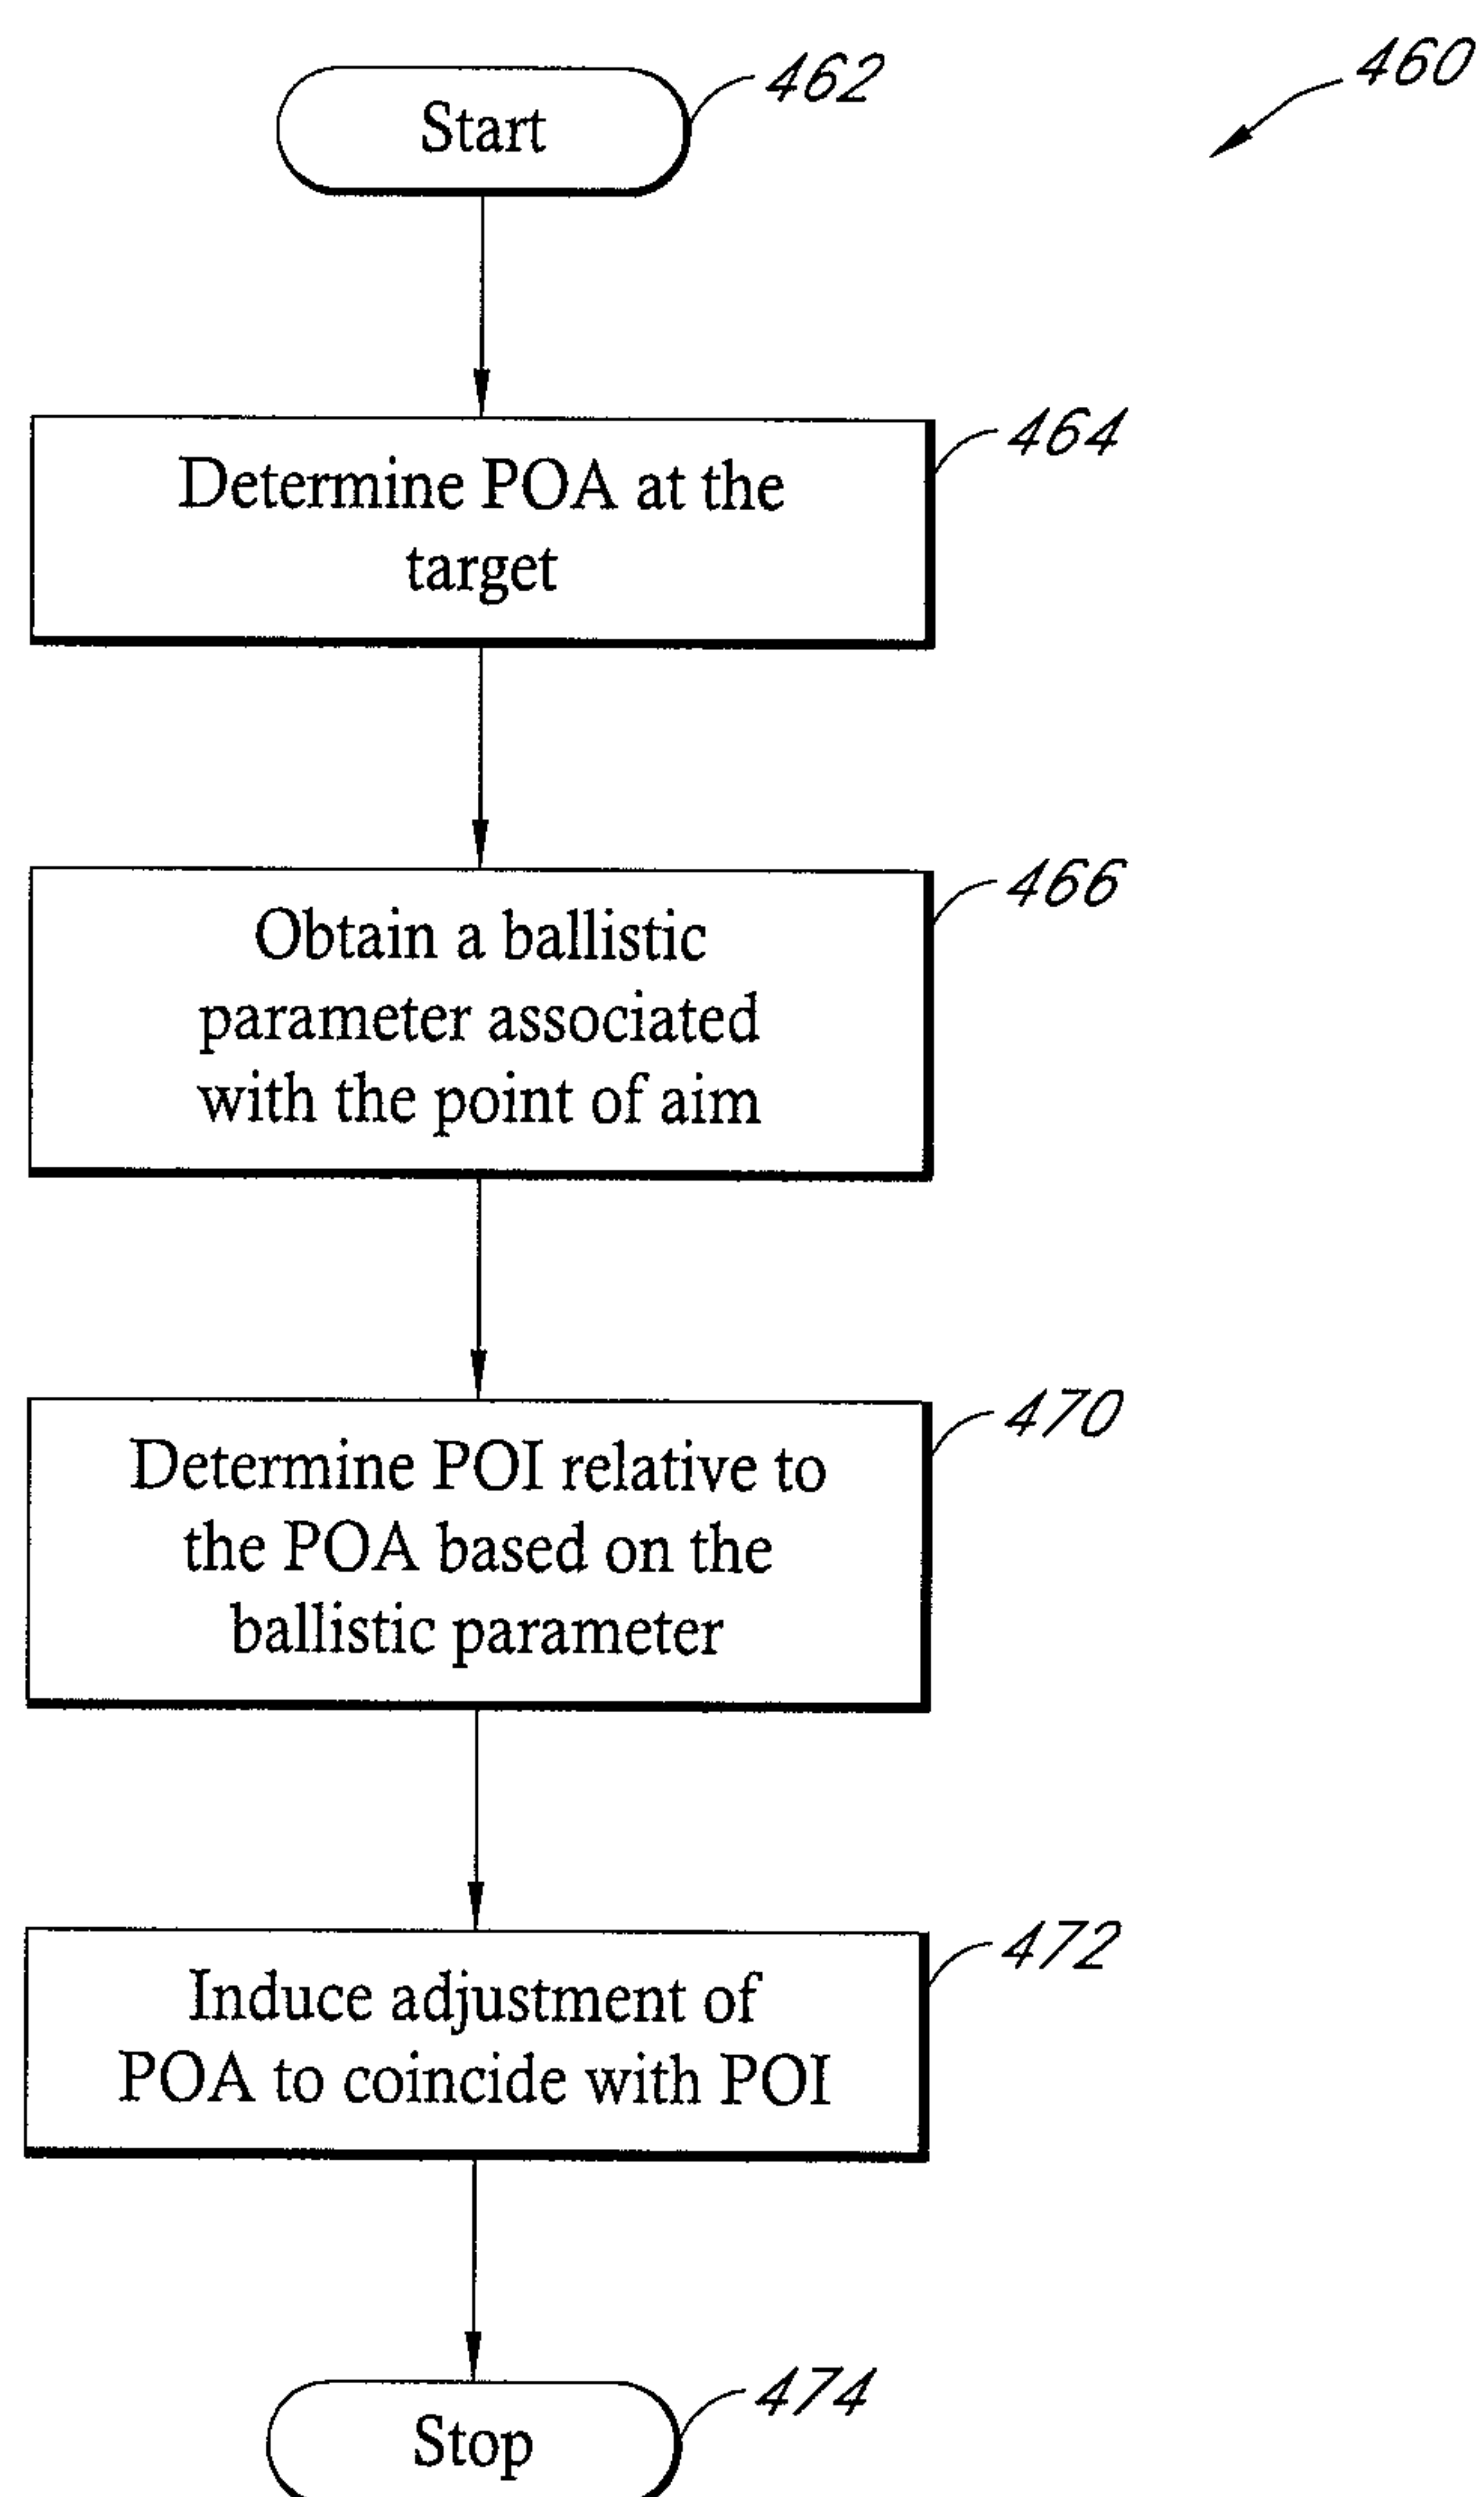 460
Start
462
Determine POA at the
target
464
Obtain a ballistic
parameter associated
with the point of aim
466
Determine POI relative to
the POA based on the
ballistic parameter
470
Induce adjustment of
POA to coincide with POI
472
Stop
474